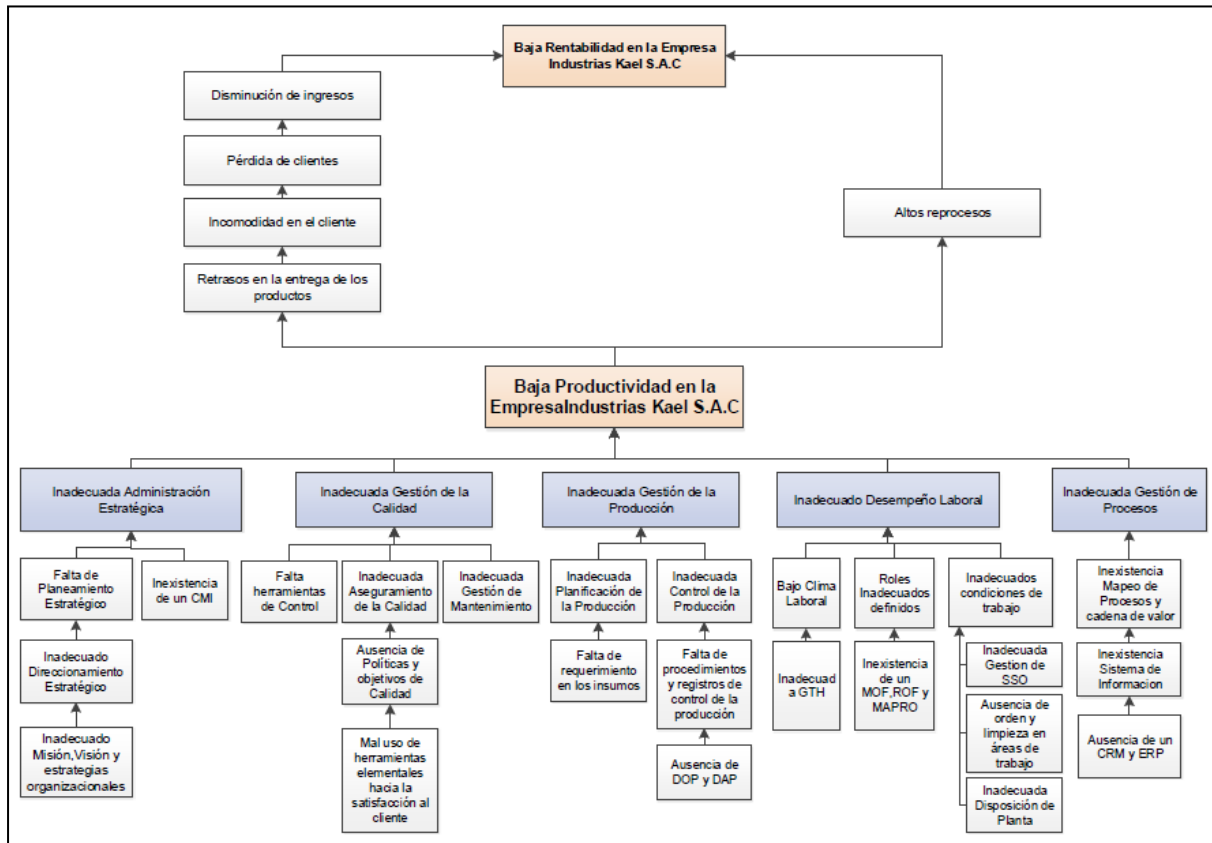 Baja Rentabilidad en la Empresa
Industrias Kael S.A.C
Disminución de ingresos
Pérdida de clientes
Incomodidad en el cliente
Altos reprocesos
Retrasos en la entrega de los
productos
Baja Productividad en la
EmpresaIndustrias Kael S.A.C
Inadecuada Administración
Estratégica
Inadecuada Gestión de la
Calidad
Inadecuada Gestión de la
Producción
Inadecuado Desempeño Laboral
Inadecuada Gestión de
Procesos
Falta de
Planeamiento
Estratégico
Inexistencia
de un CMI
Falta
herramientas
de Control
Inadecuada
Aseguramiento
de la Calidad
Inadecuada
Gestión de
Mantenimiento
Inadecuada
Planificación de
la Producción
Inadecuada
Control de la
Producción
Bajo Clima
Laboral
Roles
Inadecuados
definidos
Inadecuados
condiciones de
trabajo
Inexistencia
Mapeo de
Procesos y
cadena de valor
Inadecuado
Direccionamiento
Estratégico
Ausencia de
Políticas y
objetivos de
Calidad
Falta de
requerimiento
en los insumos
Falta de
procedimientos
y registros de
control de la
producción
Inadecuad
a GTH
Inexistencia
de un
MOF,ROF y
MAPRO
Inadecuada
Gestion de
SSO
Inexistencia
Sistema de
Informacion
Inadecuado
Misión,Visión y
estrategias
organizacionales
Mal uso de
herramientas
elementales
hacia la
satisfacción al
cliente
Ausencia de
DOP y DAP
Ausencia de
orden y
limpieza en
áreas de
trabajo
Ausencia de un
CRM y ERP
Inadecuada
Disposición de
Planta